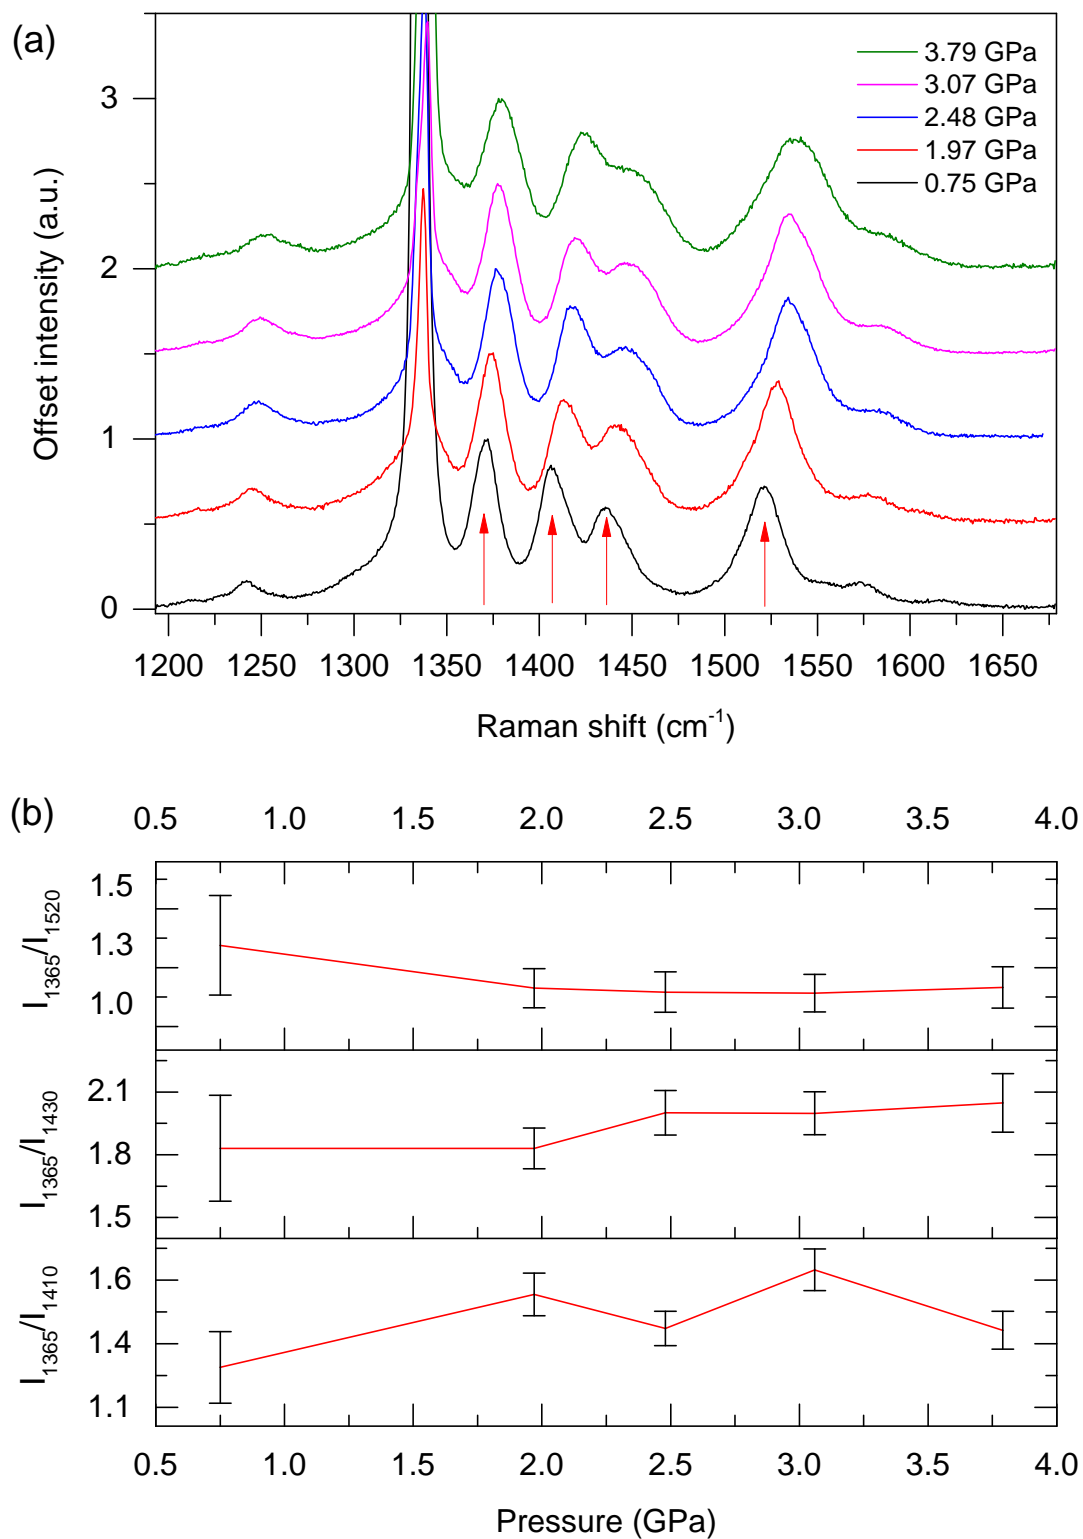 (a)
3.79 GPa
3.07 GPa
2.48 GPa
1.97 GPa
0.75 GPa
3
2
1
0
Offset intensity (a.u.)
1200 1250 1300 1350 1400 1450 1500 1550 1600 1650
Raman shift (cm⁻¹)
(b)
0.5 1.0 1.5 2.0 2.5 3.0 3.5 4.0
1.5
1.3
1.0
I₁₃₆₅/I₁₅₂₀
2.1
1.8
1.5
I₁₃₆₅/I₁₄₃₀
1.6
1.4
1.1
I₁₃₆₅/I₁₄₁₀
0.5 1.0 1.5 2.0 2.5 3.0 3.5 4.0
Pressure (GPa)